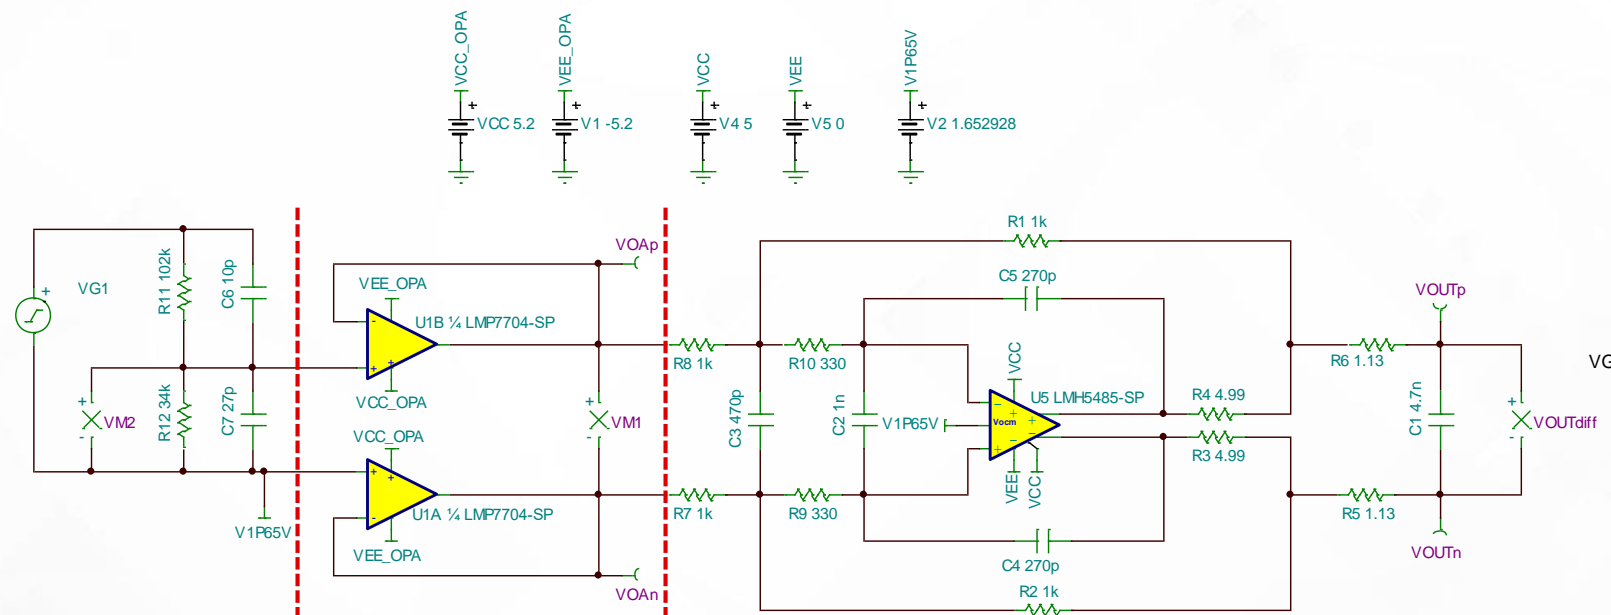 VCC_OPA
VEE_OPA
VCC
VEE
V1P65V
+
+
+
+
+
VCC 5.2
V1 -5.2
V4 5
V5 0
V2 1.652928
R1 1k
VOAp
C5 270p
VEE_OPA
VG1
+
R11 102k
C6 10p
VOUTp
-
U1B ¼ LMP7704-SP
+
+
VCC_OPA
R8 1k
R10 330
VCC
R6 1.13
VG
U5 LMH5485-SP
R4 4.99
+
VM2
-
R12 34k
C7 27p
+
VM1
-
C3 470p
C2 1n
V1P65V
Vocm
-
+
+
-
+
-
R3 4.99
C1 4.7n
+
VOUTdiff
-
VCC_OPA
+
+
-
U1A ¼ LMP7704-SP
VEE
VCC
R7 1k
R9 330
R5 1.13
V1P65V
VEE_OPA
VOUTn
C4 270p
VOAn
R2 1k